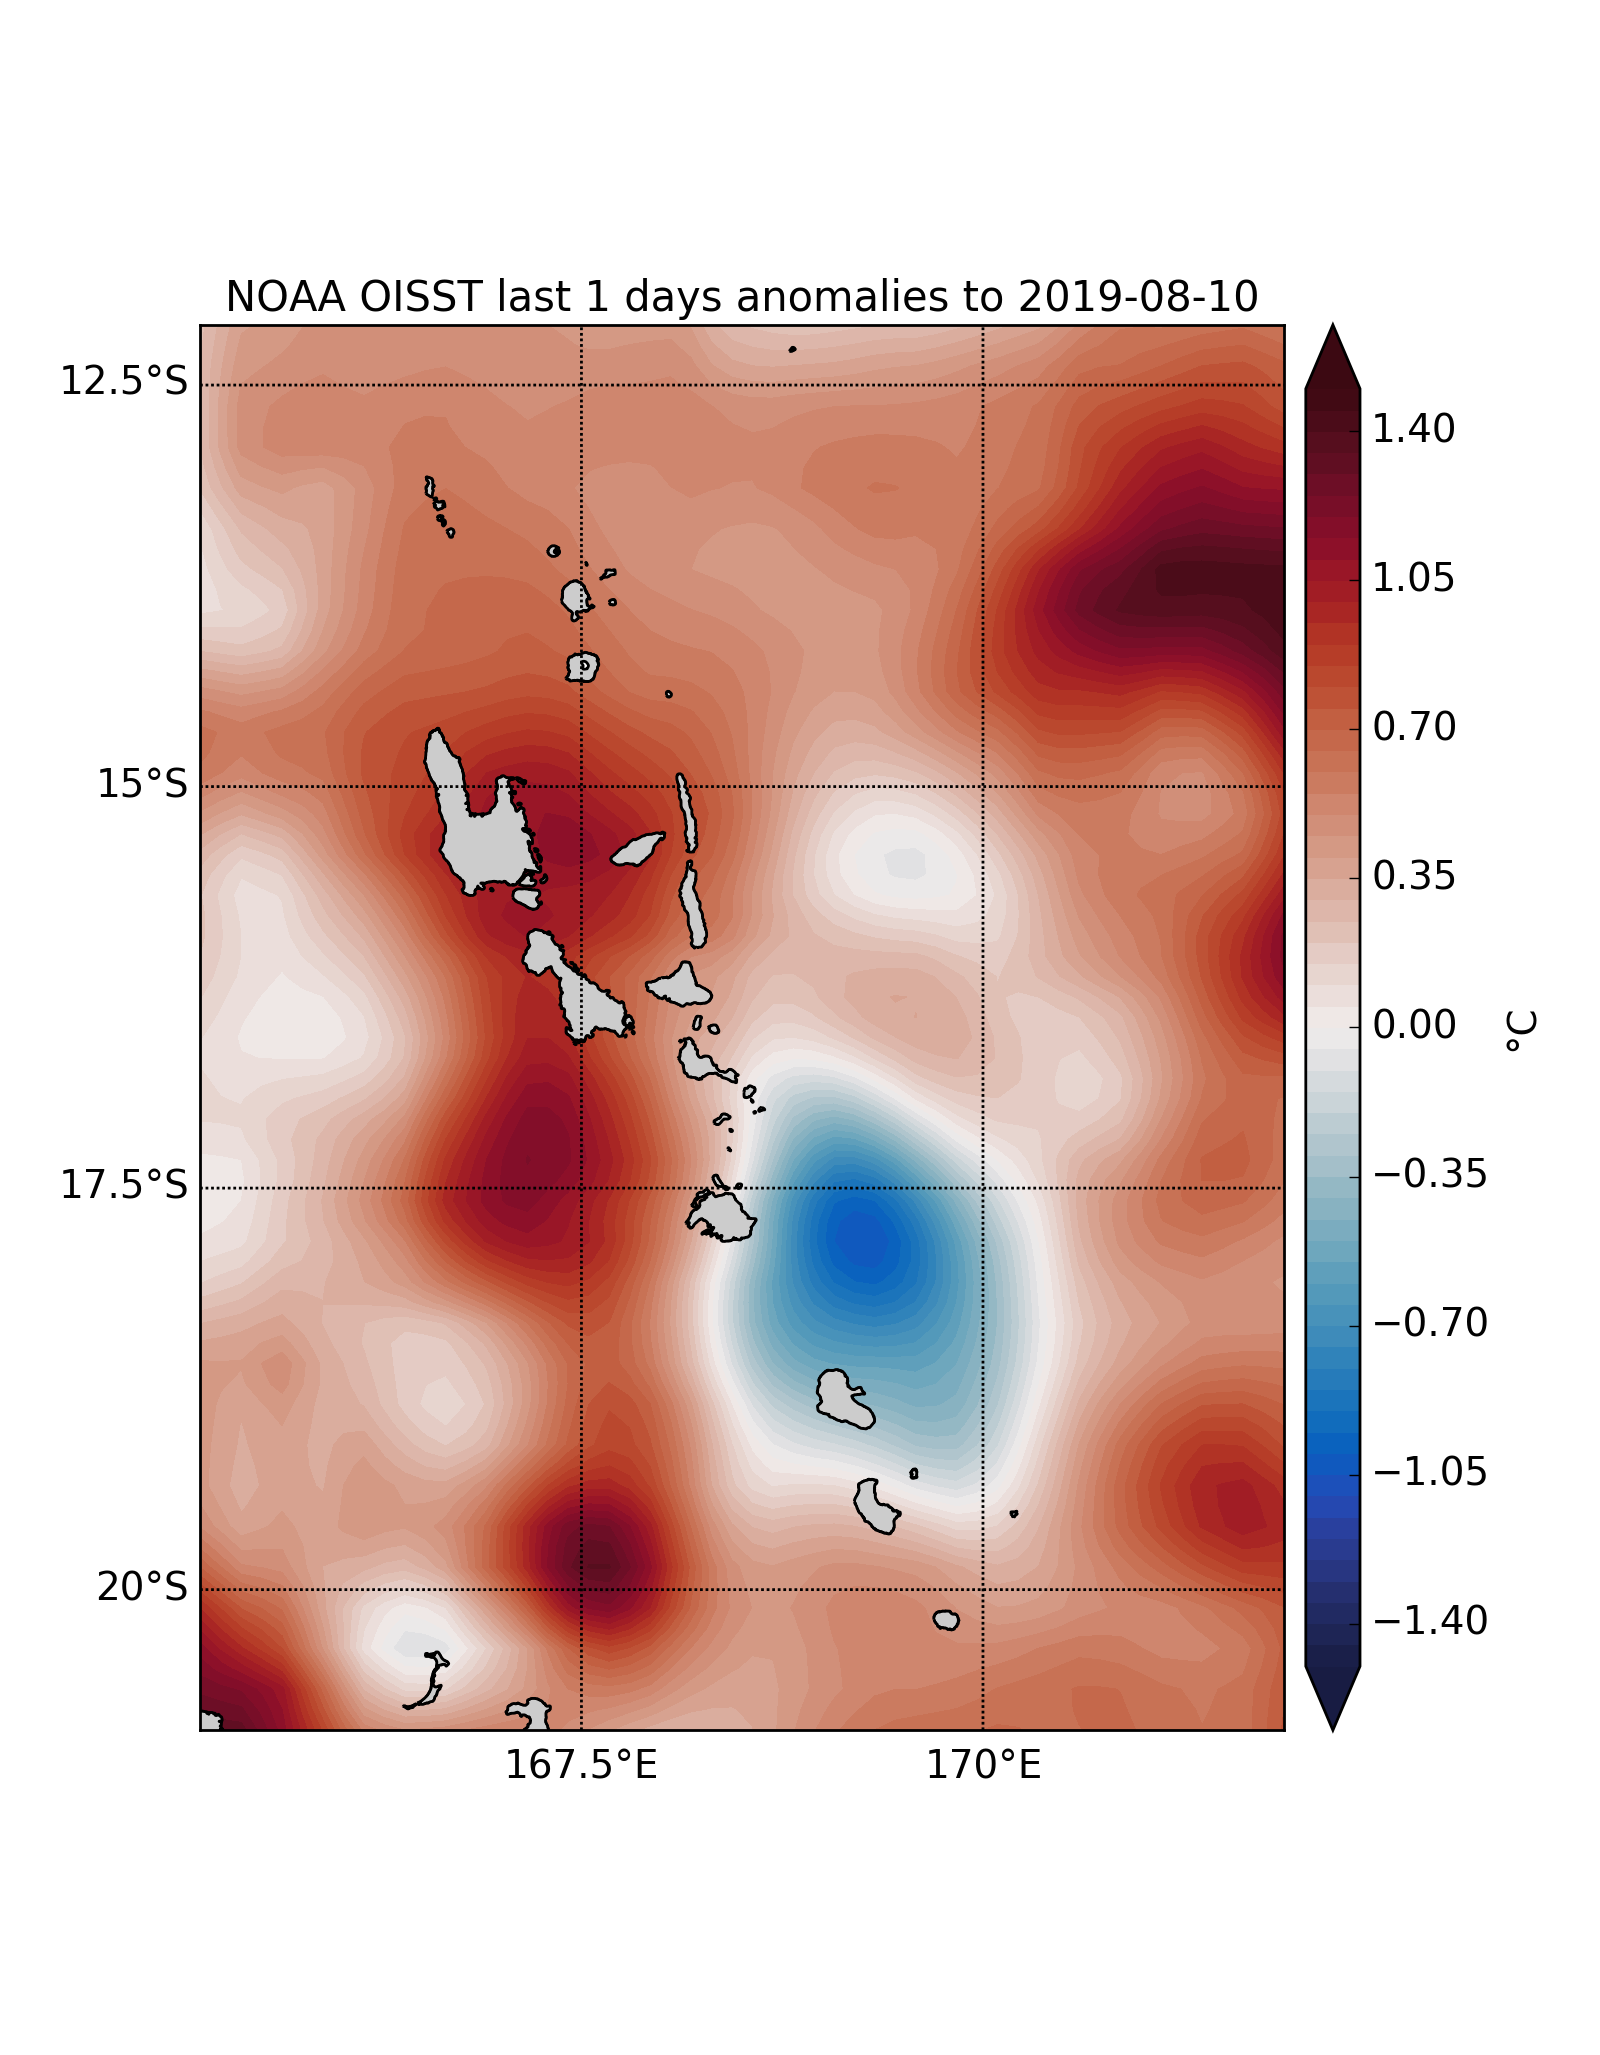 NOAA OISST last 1 days anomalies to 2019-08-10
12.5°S
15°S
17.5°S
20°S
167.5°E
170°E
1.40
1.05
0.70
0.35
0.00
−0.35
−0.70
−1.05
−1.40
°C